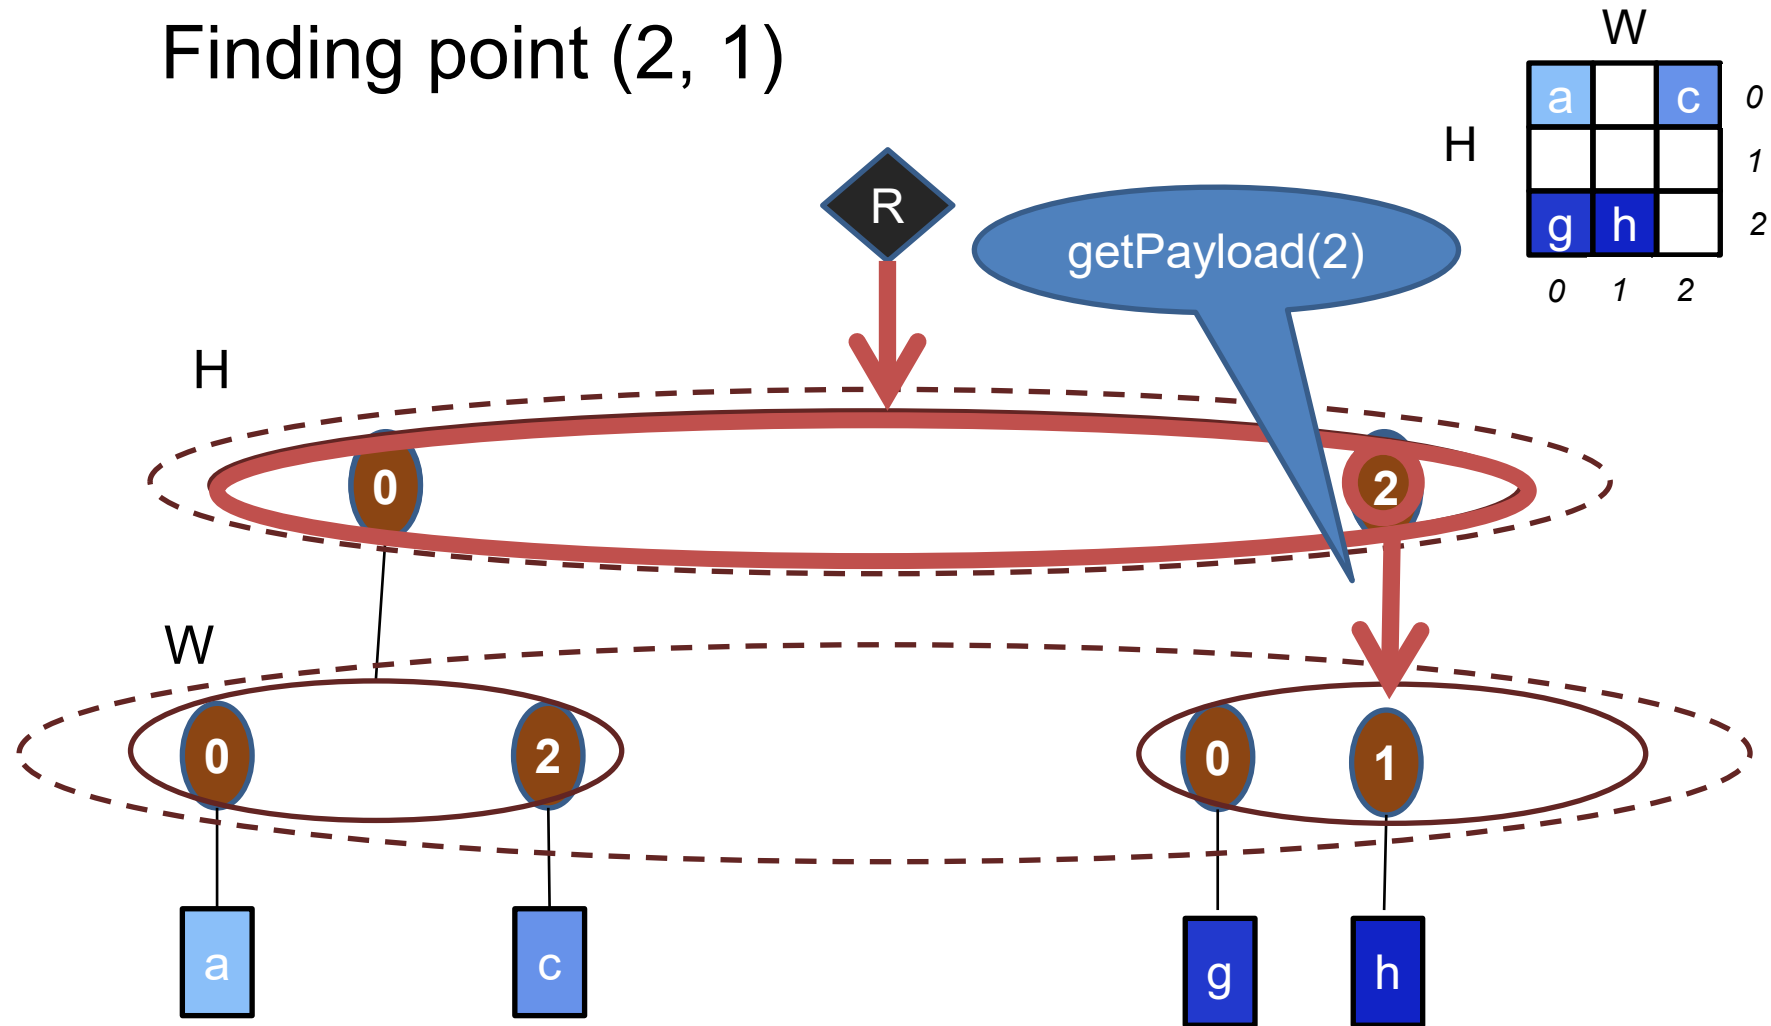 Finding point (2, 1)
W
a c 0
H 1
g h 2
0 1 2
R
getPayload(2)
H
0 2
W
0 2 0 1
a c g h